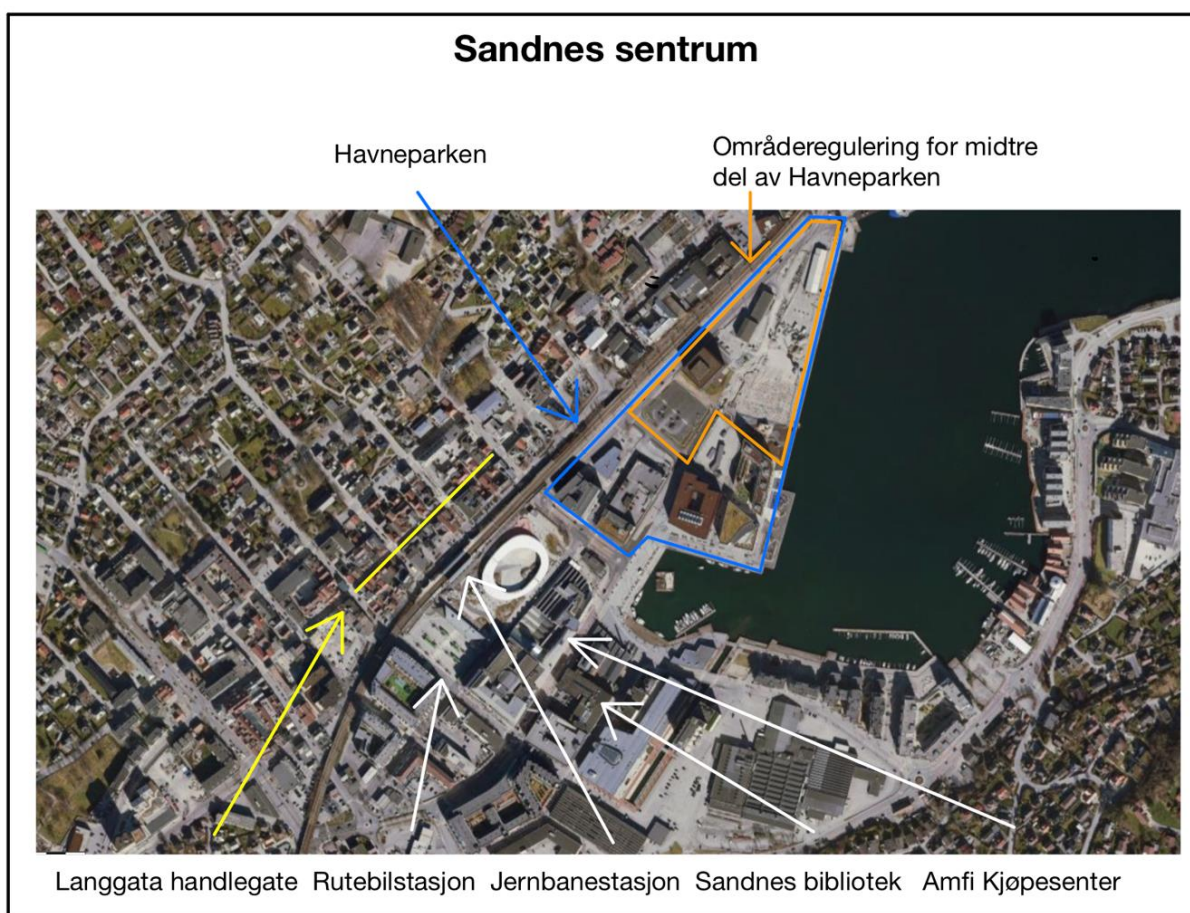 Sandnes sentrum
Havneparken
Områderegulering for midtre
del av Havneparken
Langgata handlegate
Rutebilstasjon
Jernbanestasjon
Sandnes bibliotek
Amfi Kjøpesenter